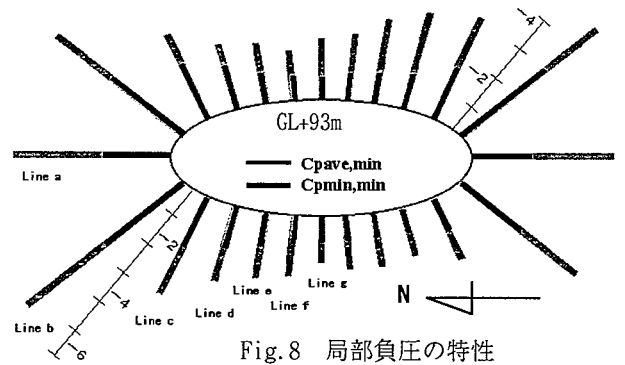 -4
-2
GL+93m
Cpave,min
Cpmin,min
Line a
-2
-4
-6
Line b
Line c
Line d
Line e
Line f
Line g
N
Fig.8 局部負圧の特性